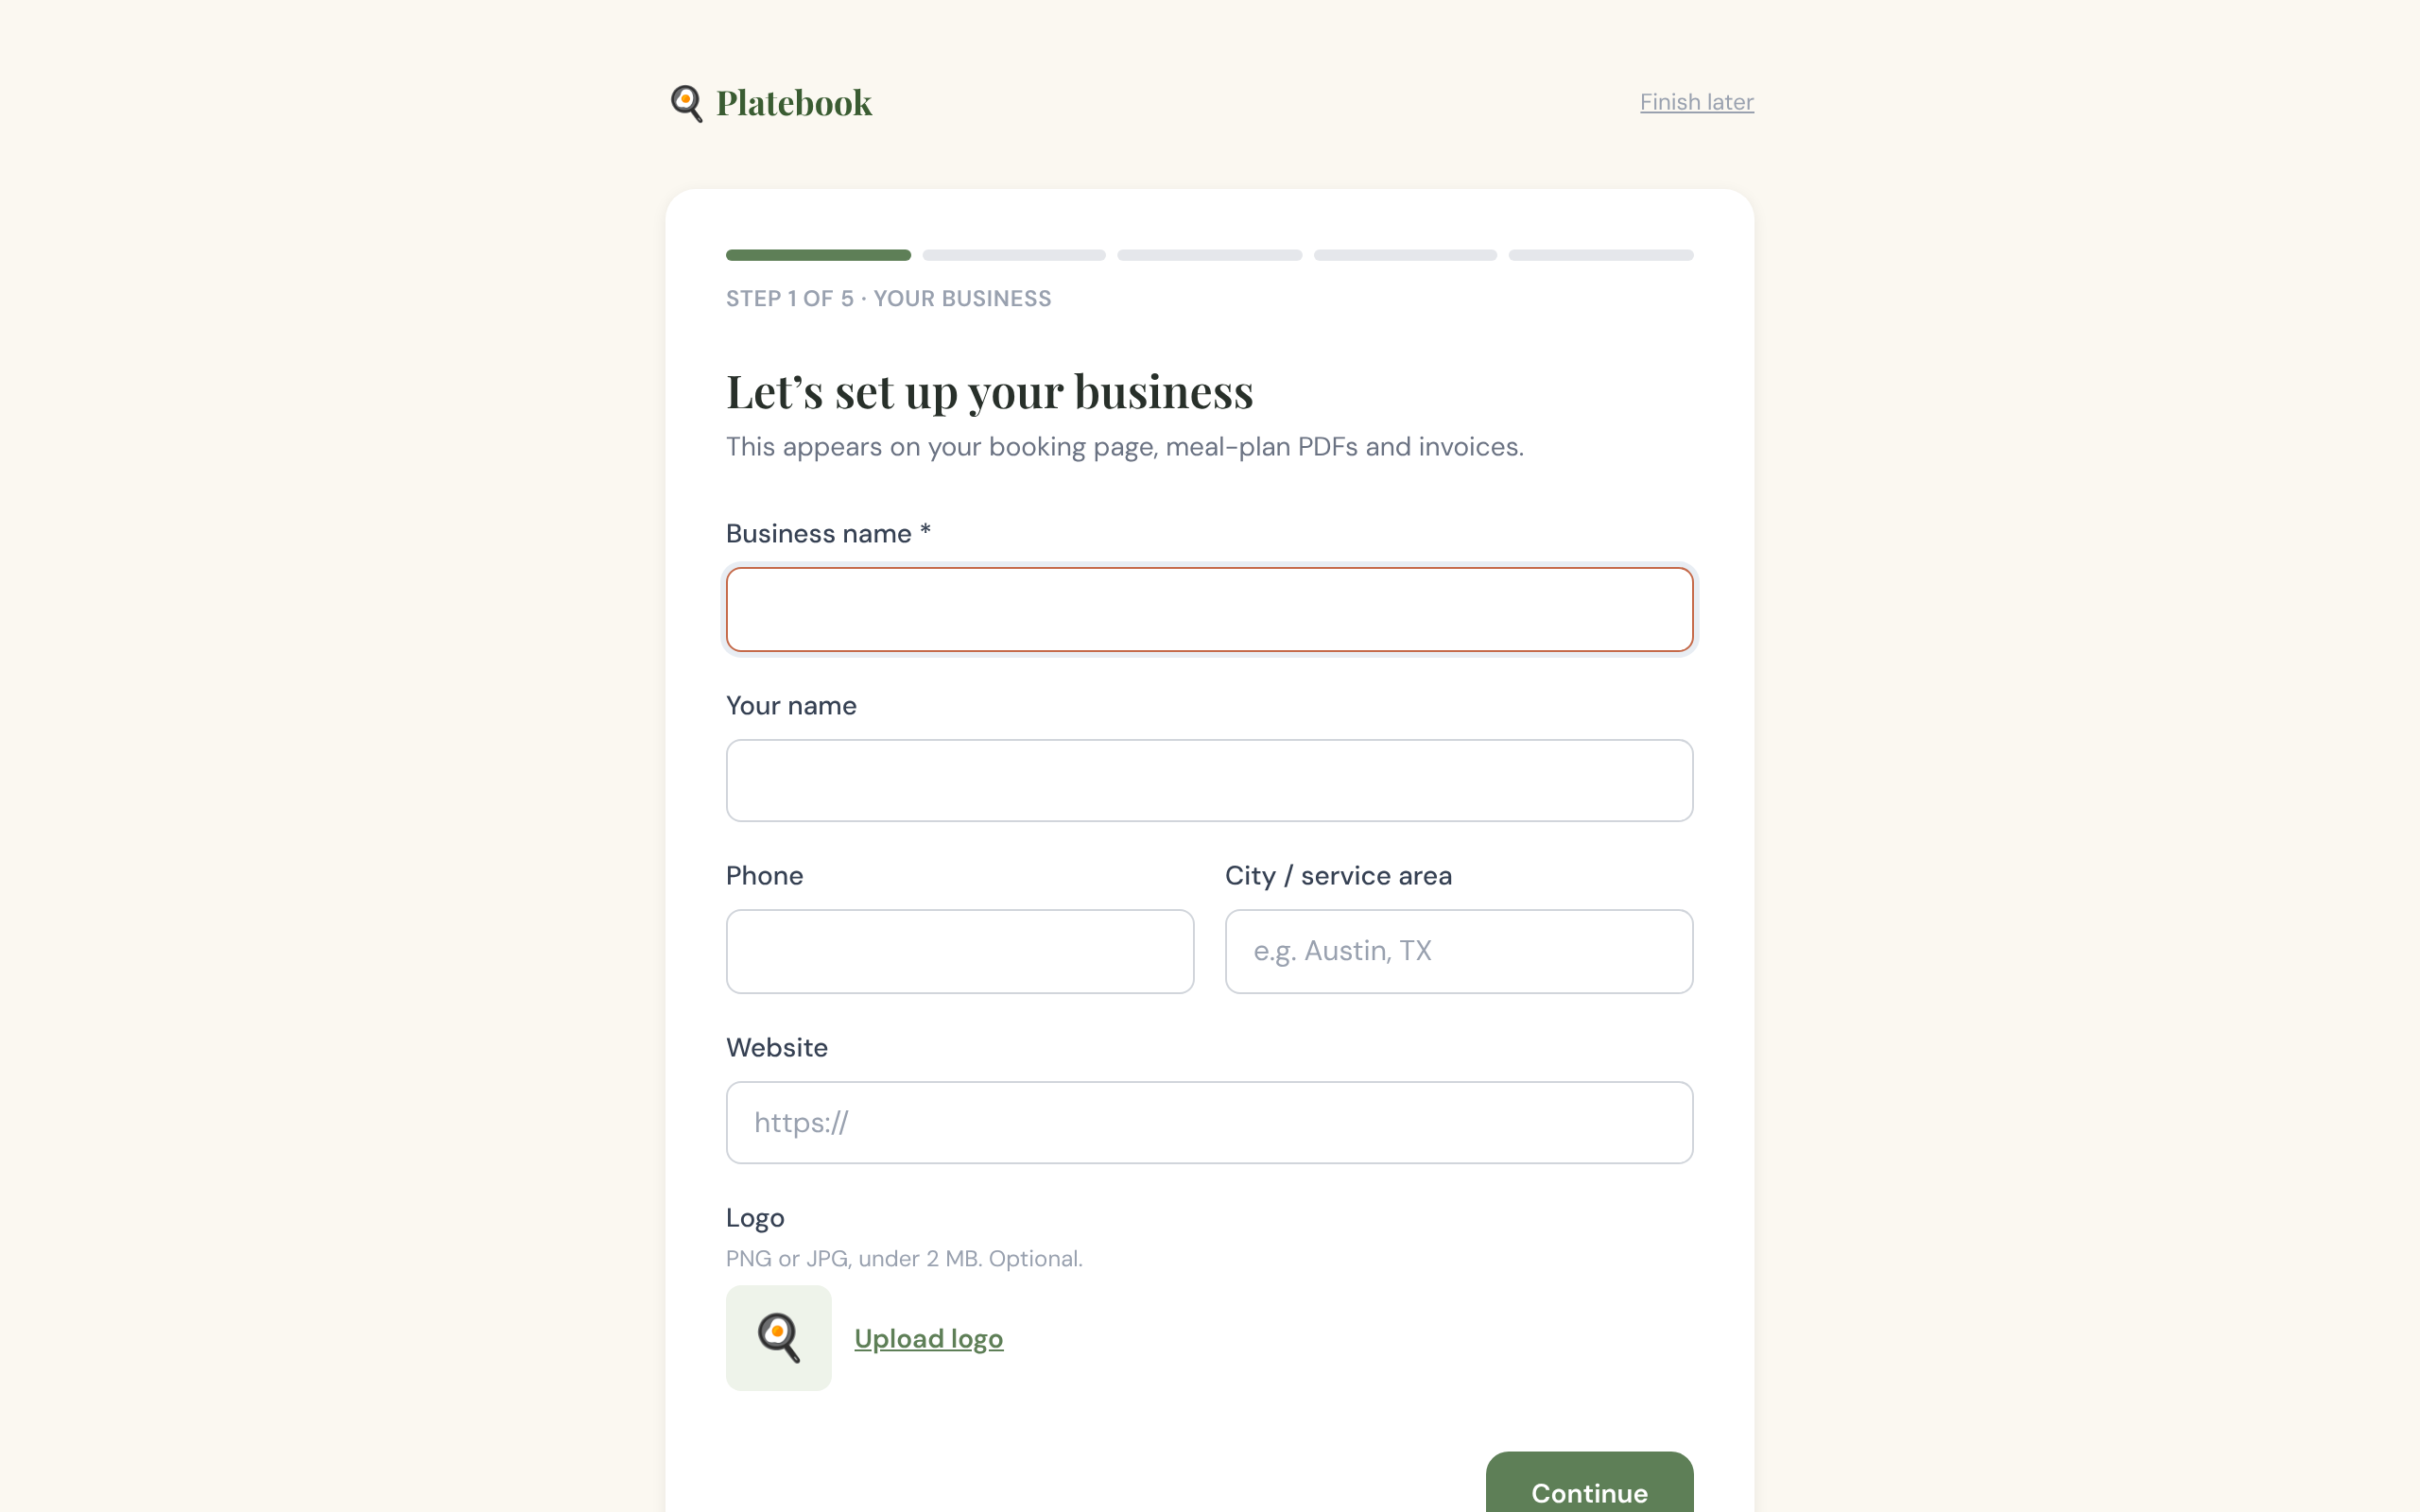 Platebook
Finish later
STEP 1 OF 5 · YOUR BUSINESS
Let’s set up your business
This appears on your booking page, meal-plan PDFs and invoices.
Business name *
Your name
Phone
City / service area
e.g. Austin, TX
Website
https://
Logo
PNG or JPG, under 2 MB. Optional.
Upload logo
Continue